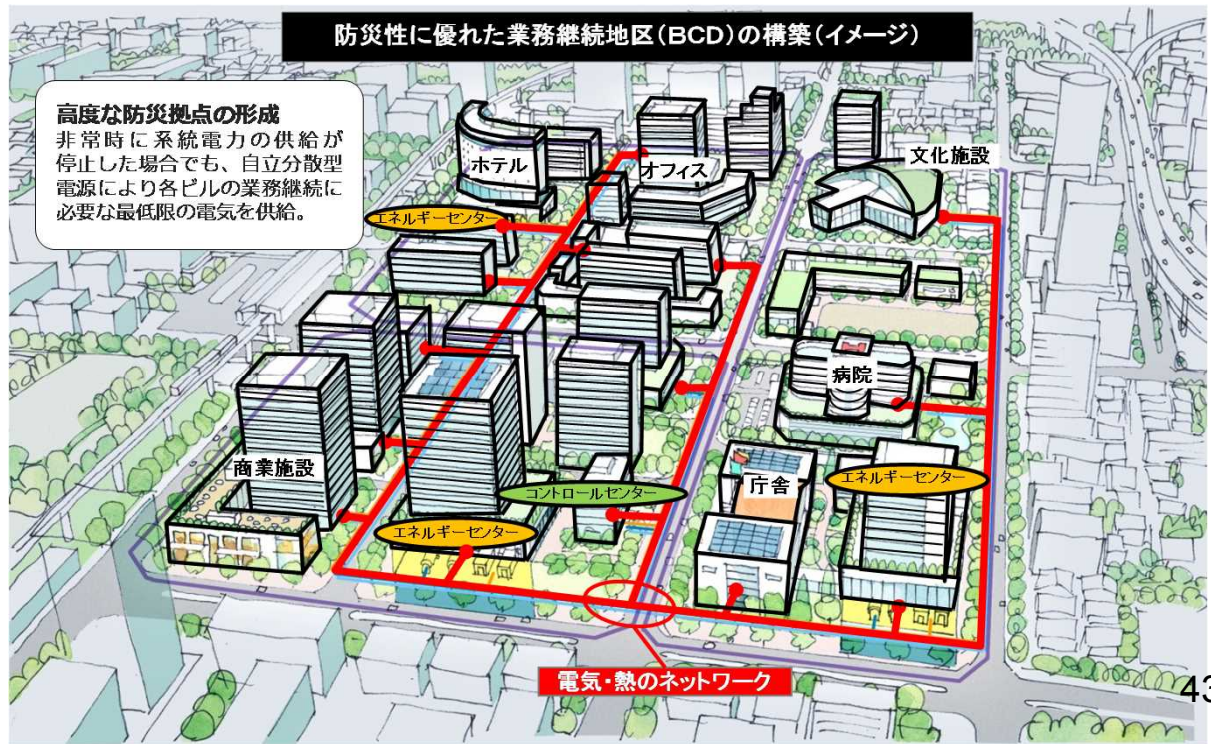 防災性に優れた業務継続地区(BCD)の構築(イメージ)
高度な防災拠点の形成
非常時に系統電力の供給が
停止した場合でも、自立分散型
電源により各ビルの業務継続に
必要な最低限の電気を供給。
ホテル
オフィス
文化施設
エネルギーセンター
病院
商業施設
庁舎
エネルギーセンター
コントロールセンター
エネルギーセンター
電気・熱のネットワーク
43